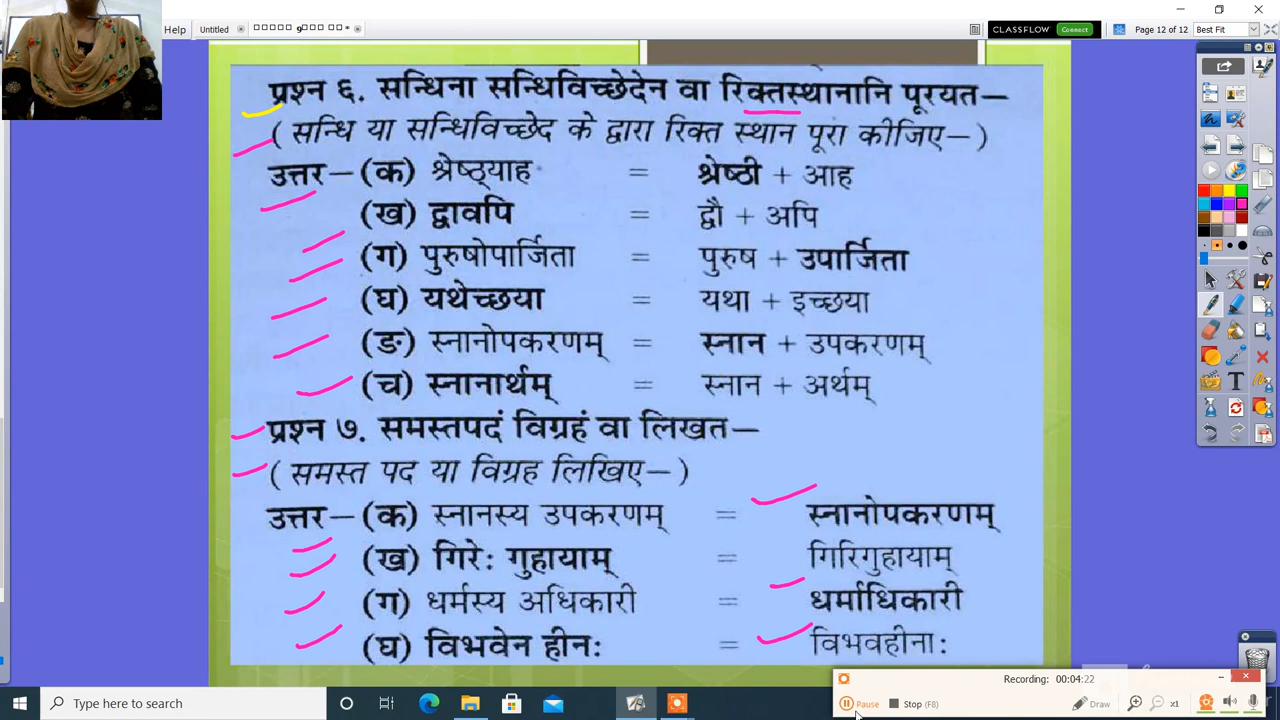 Help Untitled 9 * CLASSFLOW Connect Page 12 of 12 Best Fit
प्रश्न ६. सन्धिना सन्धिविच्छेदेन वा रिक्तस्थानानि पूरयत–
( सन्धि या सन्धिविच्छेद के द्वारा रिक्त स्थान पूरा कीजिए– )
उत्तर – (क) श्रेष्ठ्याह = श्रेष्ठी + आह
(ख) द्वावपि = द्वौ + अपि
(ग) पुरुषोपार्जिता = पुरुष + उपार्जिता
(घ) यथेच्छया = यथा + इच्छया
(ङ) स्नानोपकरणम् = स्नान + उपकरणम्
(च) स्नानार्थम् = स्नान + अर्थम्
प्रश्न ७. समस्तपदं विग्रहं वा लिखत–
( समस्त पद या विग्रह लिखिए– )
उत्तर – (क) स्नानस्य उपकरणम् = स्नानोपकरणम्
(ख) गिरेः गुहायाम् = गिरिगुहायाम्
(ग) धर्मस्य अधिकारी = धर्माधिकारी
(घ) विभवेन हीनः = विभवहीनाः
Recording: 00:04:22
Pause Stop (F8) Draw x1
Type here to search